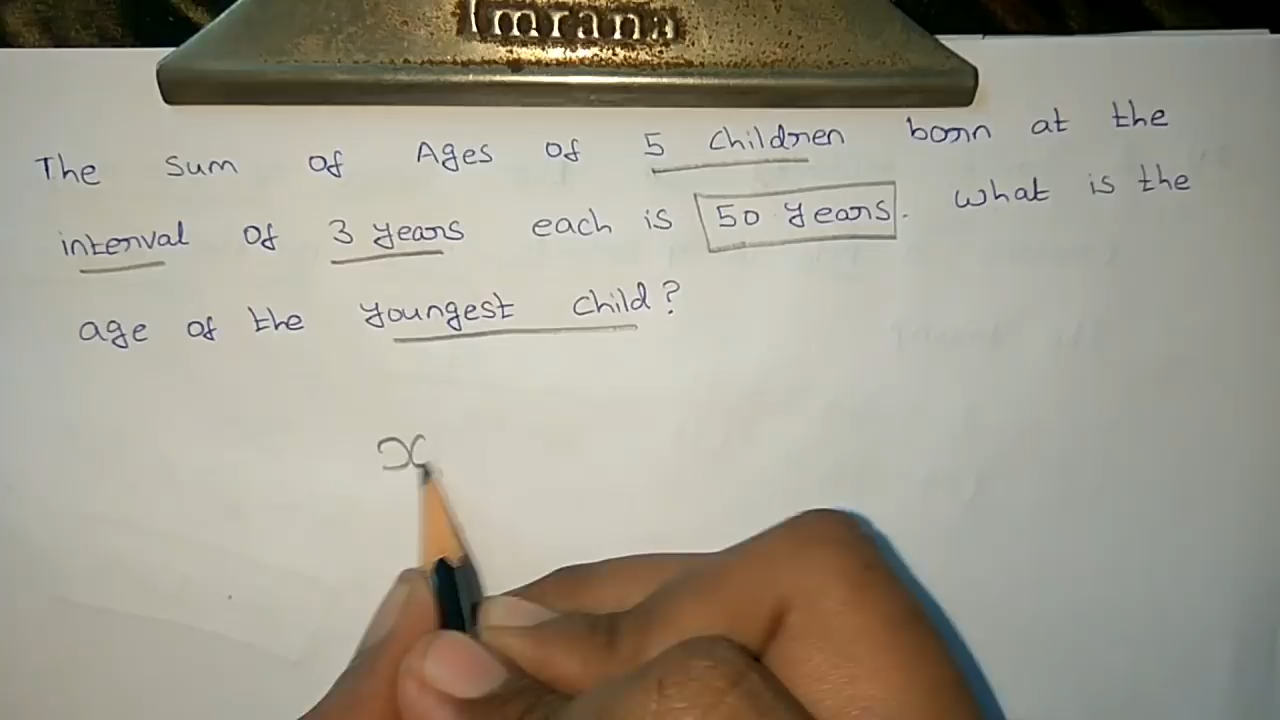 Imrana
The Sum of Ages of 5 children born at the
interval of 3 years each is 50 years. What is the
age of the youngest child?
x